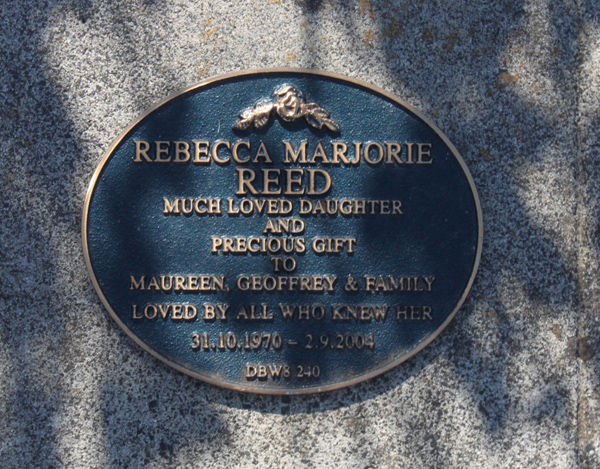 REBECCA MARJORIE
REED
MUCH LOVED DAUGHTER
AND
PRECIOUS GIFT
TO
MAUREEN, GEOFFREY & FAMILY
LOVED BY ALL WHO KNEW HER
31.10.1970 - 2.9.2004
DBW8 240